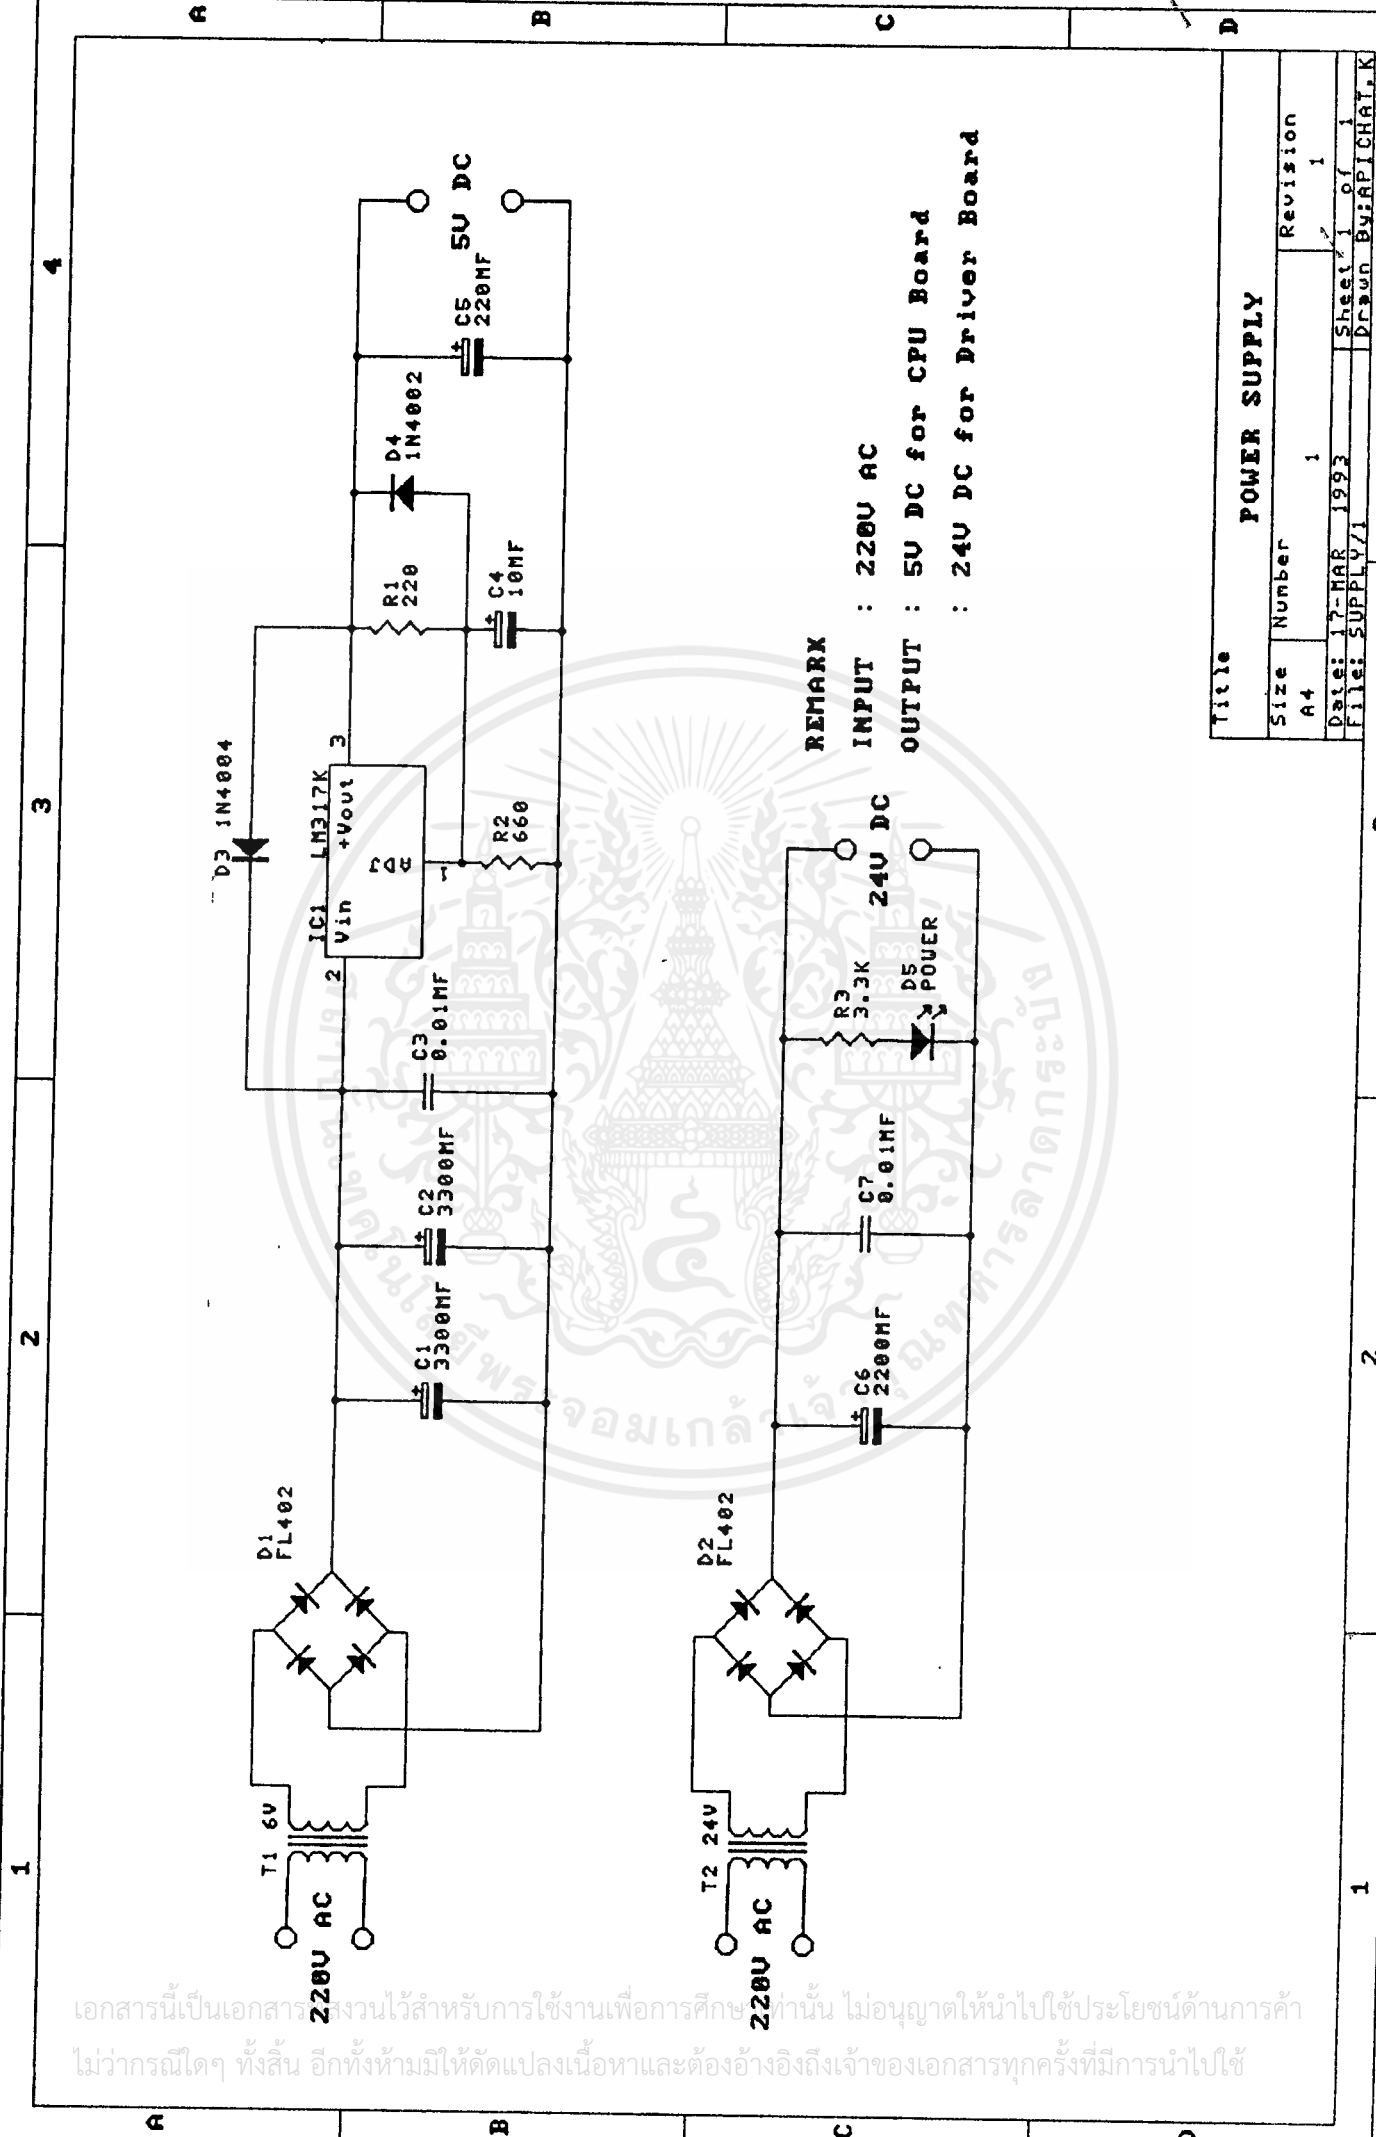 1
2
3
4
A
B
C
D
220V AC
T1 6V
D1
FL402
C1
3300MF
C2
3300MF
C3
0.01MF
D3 1N4004
IC1 LM317K
Vin +Vout
ADJ
2
3
1
R2
660
R1
220
C4
10MF
D4
1N4002
C5
220MF
5V DC
220V AC
T2 24V
D2
FL402
C6
2200MF
C7
0.01MF
R3
3.3K
D5
POWER
24V DC
REMARK
INPUT : 220V AC
OUTPUT : 5V DC for CPU Board
: 24V DC for Driver Board
Title
POWER SUPPLY
Size Number Revision
A4 1 1
Date: 17-MAR 1993 Sheet 1 of 1
File: SUPPLY/1 Drawn By:APICHAT.K
A
B
C
1
2
เอกสารนี้เป็นเอกสารสงวนไว้สำหรับการใช้งานเพื่อการศึกษาเท่านั้น ไม่อนุญาตให้นำไปใช้ประโยชน์ด้านการค้า
ไม่ว่ากรณีใดๆ ทั้งสิ้น อีกทั้งห้ามมิให้ดัดแปลงเนื้อหาและต้องอ้างอิงถึงเจ้าของเอกสารทุกครั้งที่มีการนำไปใช้